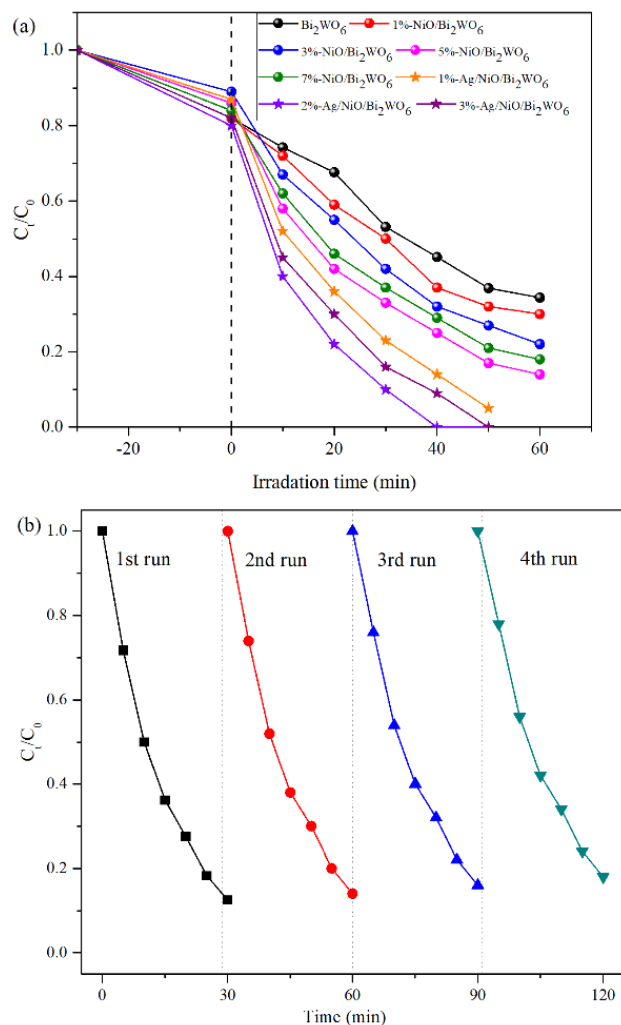 (a)
Bi₂WO₆ 1%-NiO/Bi₂WO₆
3%-NiO/Bi₂WO₆ 5%-NiO/Bi₂WO₆
7%-NiO/Bi₂WO₆ 1%-Ag/NiO/Bi₂WO₆
2%-Ag/NiO/Bi₂WO₆ 3%-Ag/NiO/Bi₂WO₆
1.0
0.8
0.6
0.4
0.2
0.0
Cₜ/C₀
-20 0 20 40 60
Irradation time (min)
(b)
1st run 2nd run 3rd run 4th run
1.0
0.8
0.6
0.4
0.2
0.0
Cₜ/C₀
0 30 60 90 120
Time (min)